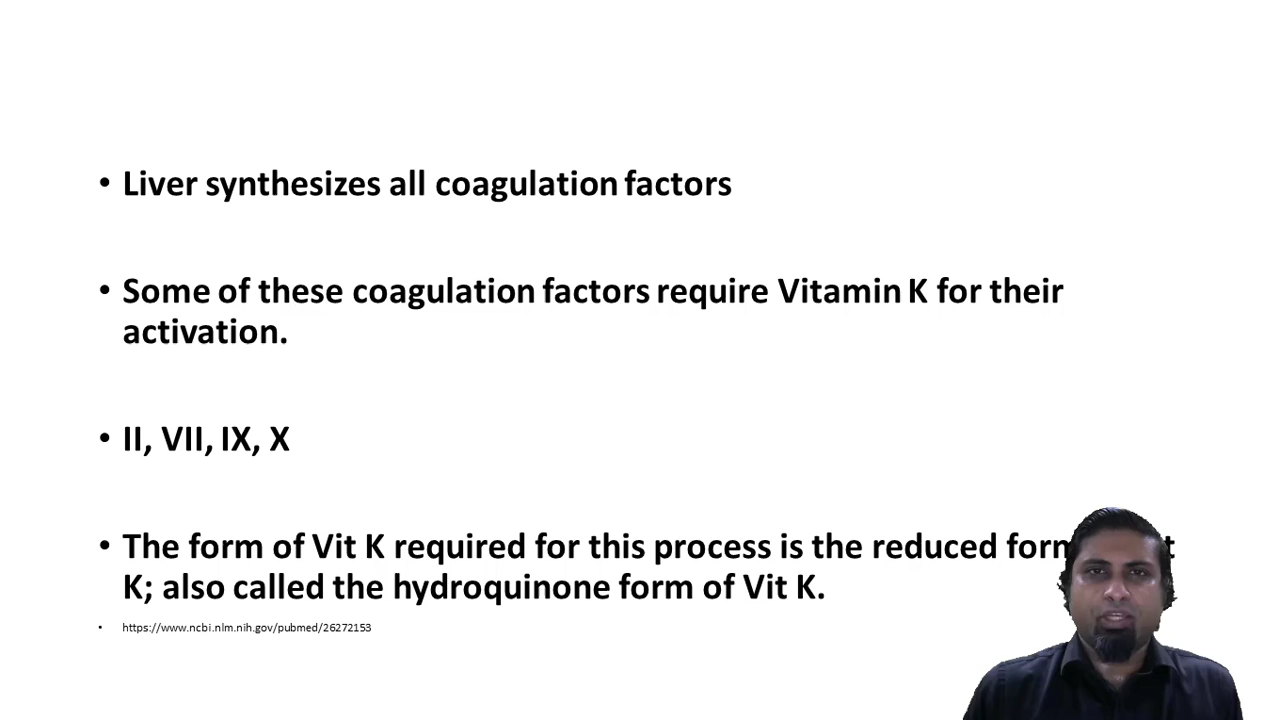 • Liver synthesizes all coagulation factors
• Some of these coagulation factors require Vitamin K for their
activation.
• II, VII, IX, X
• The form of Vit K required for this process is the reduced
K; also called the hydroquinone form of Vit K.
• https://www.ncbi.nlm.nih.gov/pubmed/26272153